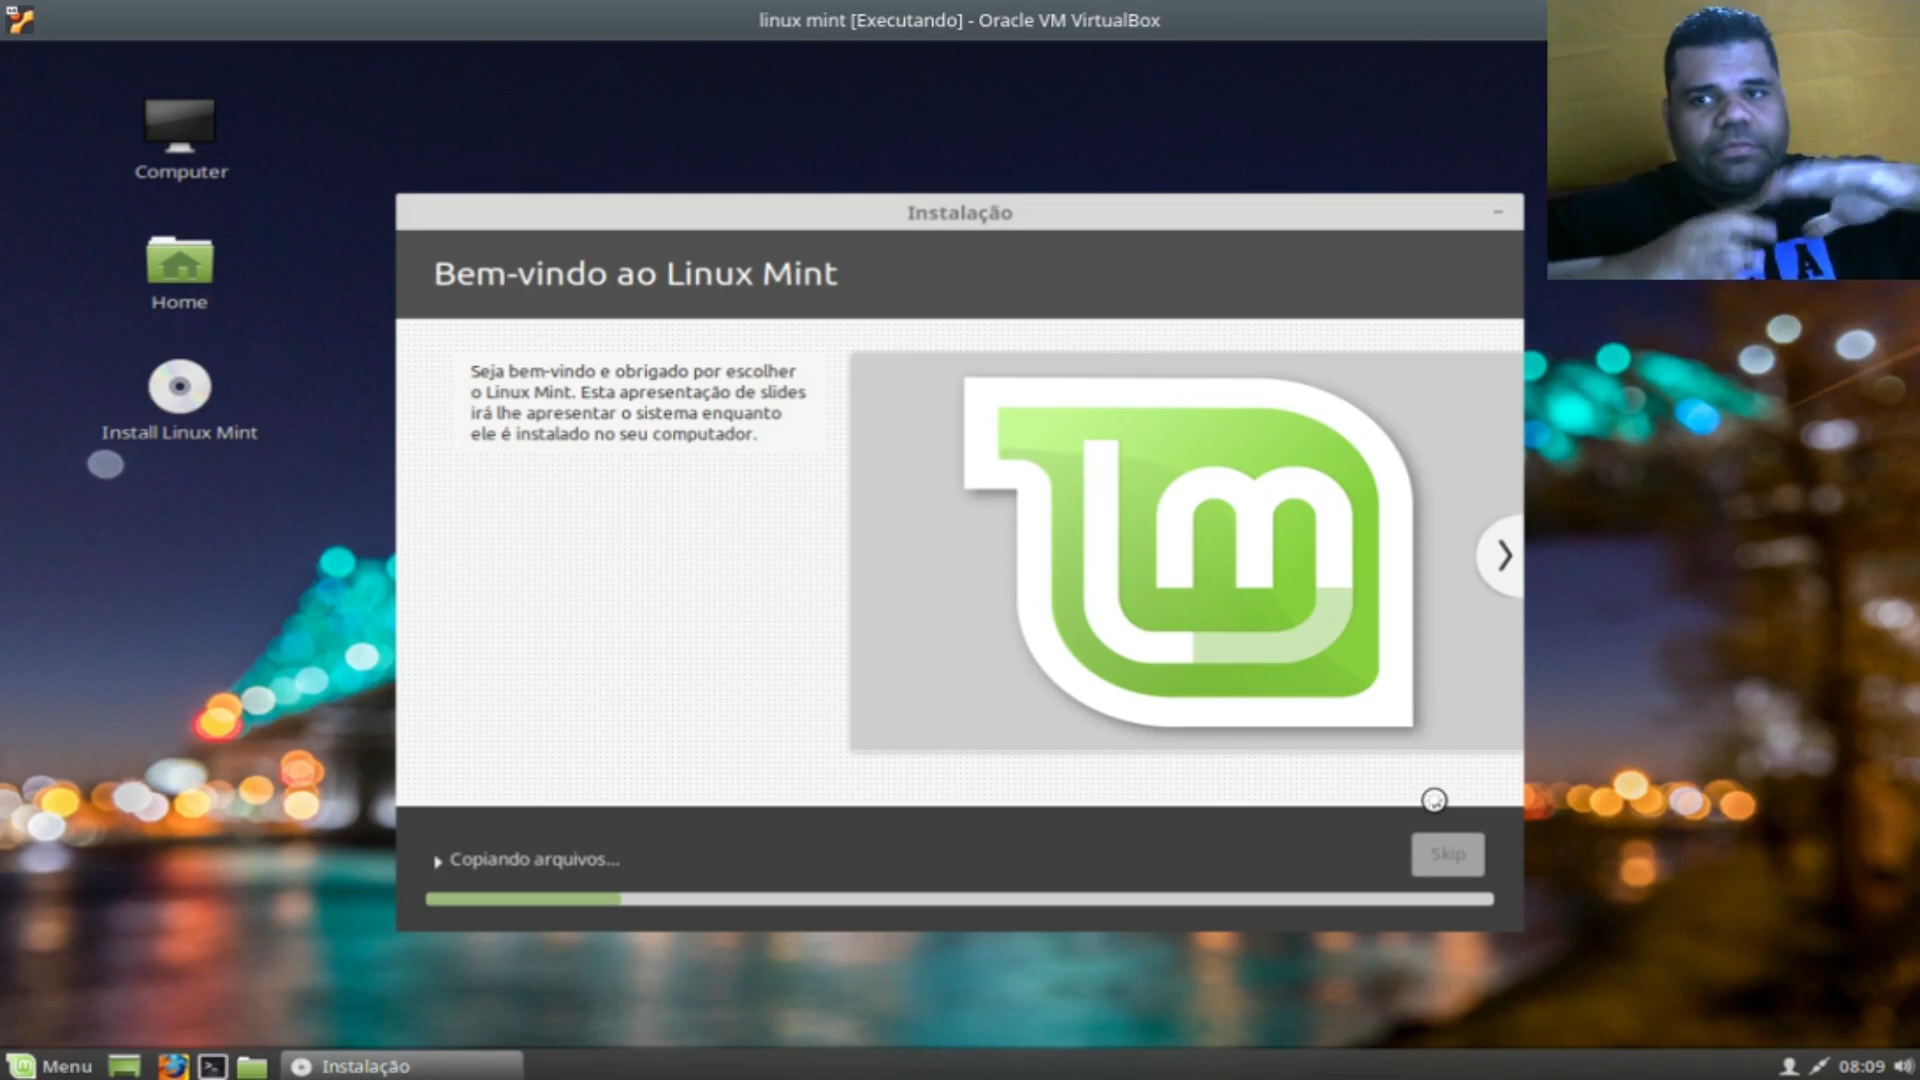 linux mint [Executando] - Oracle VM VirtualBox
Computer
Home
Install Linux Mint
Instalação
Bem-vindo ao Linux Mint
Seja bem-vindo e obrigado por escolher
o Linux Mint. Esta apresentação de slides
irá lhe apresentar o sistema enquanto
ele é instalado no seu computador.
Copiando arquivos...
Skip
Menu
Instalação
08:09